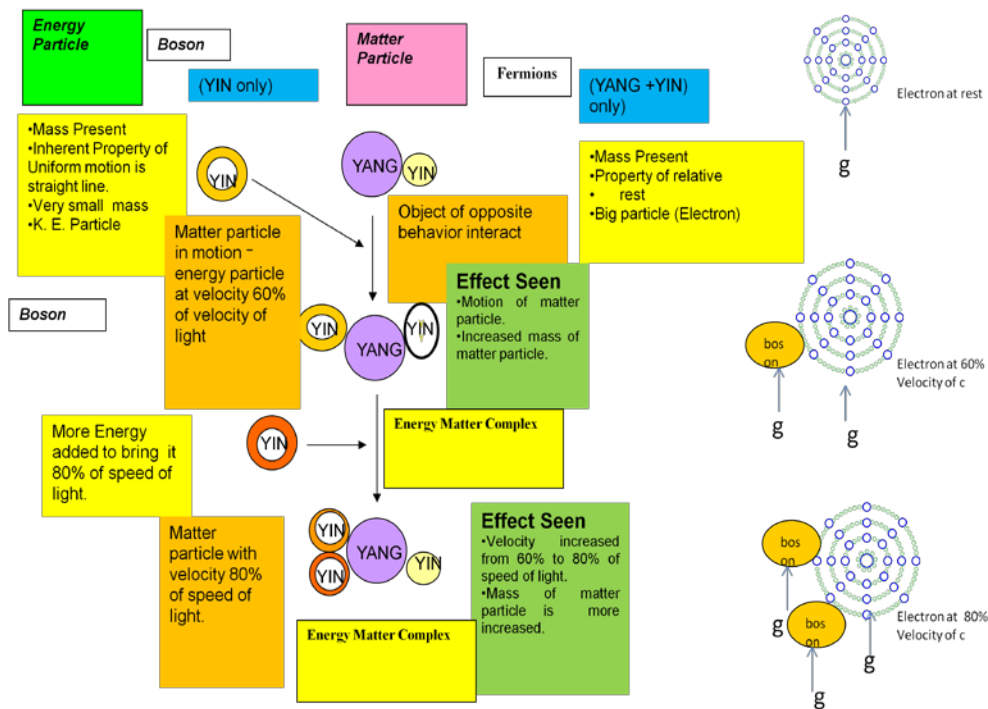 Energy
Particle
Boson
Matter
Particle
Fermions
(YIN only)
(YANG +YIN)
only)
Electron at rest
g
•Mass Present
•Inherent Property of
Uniform motion is
straight line.
•Very small mass
•K. E. Particle
YIN
YANG
YIN
•Mass Present
•Property of relative
• rest
•Big particle (Electron)
Object of opposite
behavior interact
Matter particle
in motion –
energy particle
at velocity 60%
of velocity of
light
Effect Seen
•Motion of matter
particle.
•Increased mass of
matter particle.
Boson
YIN
YANG
YIN
bos
on
Electron at 60%
Velocity of c
g
g
More Energy
added to bring it
80% of speed of
light.
YIN
Energy Matter Complex
Matter
particle with
velocity 80%
of speed of
light.
YIN
YIN
YANG
YIN
Effect Seen
•Velocity increased
from 60% to 80% of
speed of light.
•Mass of matter
particle is more
increased.
Energy Matter Complex
bos
on
bos
on
Electron at 80%
Velocity of c
g
g
g